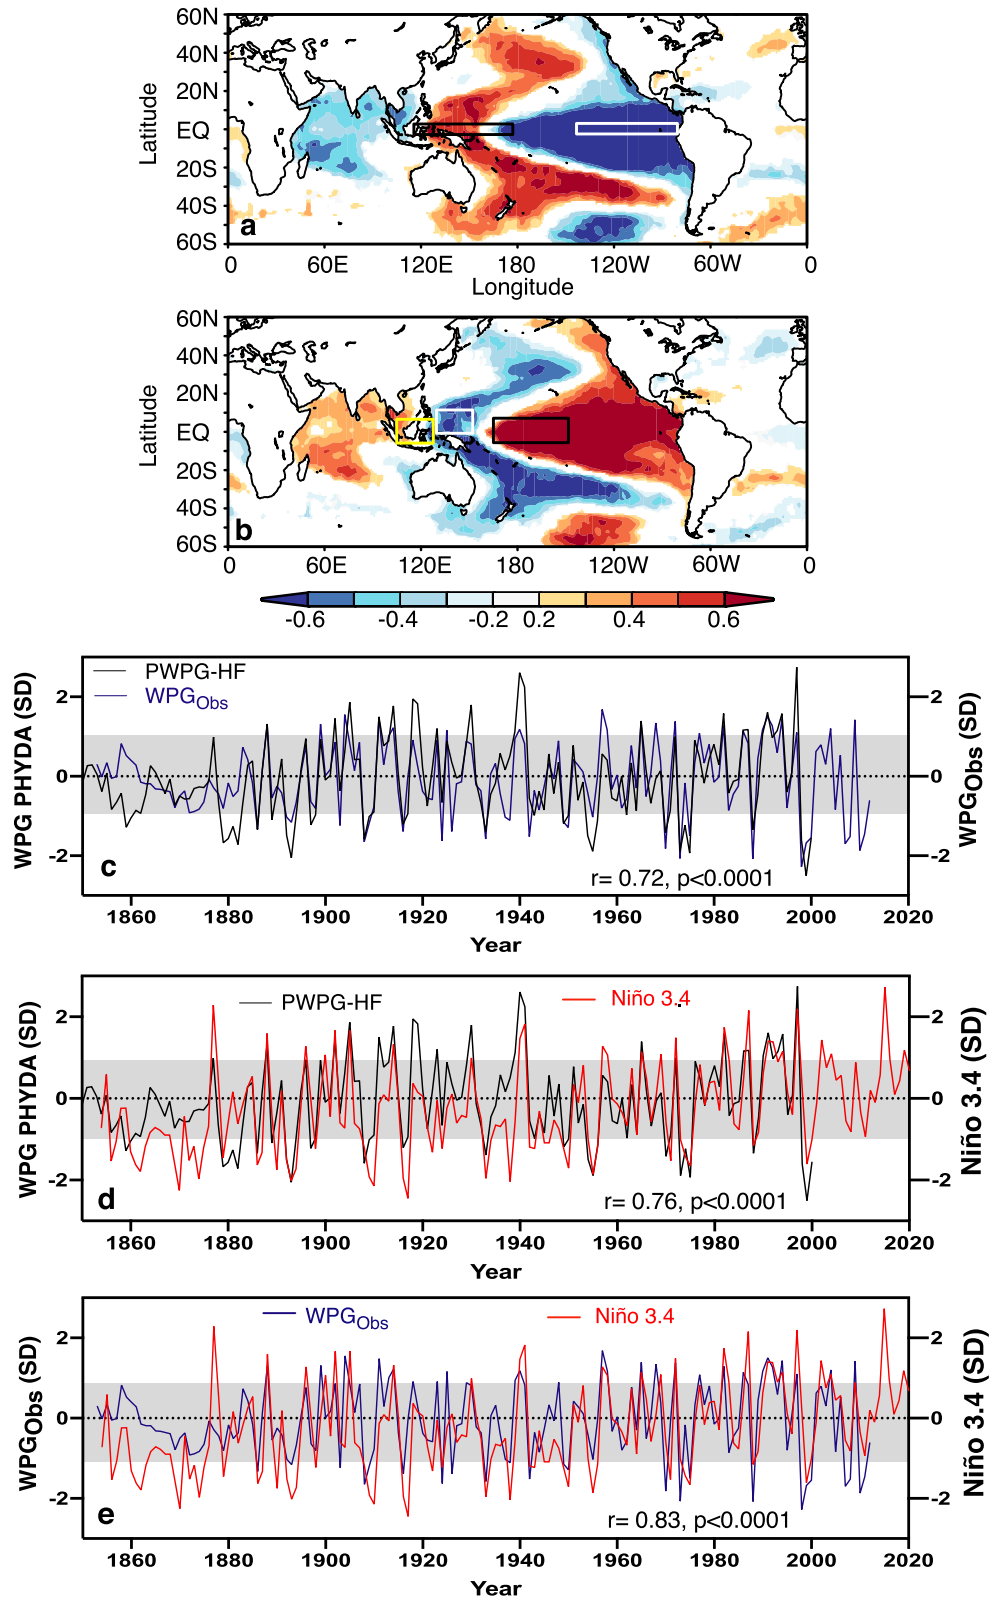 60N
40N
20N
EQ
20S
40S
60S
Latitude
a
0 60E 120E 180 120W 60W 0
Longitude
60N
40N
20N
EQ
20S
40S
60S
Latitude
b
0 60E 120E 180 120W 60W 0
-0.6 -0.4 -0.2 0.2 0.4 0.6
PWPG-HF
WPGObs
WPG PHYDA (SD)
WPGObs (SD)
2 2
0 0
-2 -2
c
r= 0.72, p<0.0001
1860 1880 1900 1920 1940 1960 1980 2000 2020
Year
PWPG-HF Niño 3.4
WPG PHYDA (SD)
Niño 3.4 (SD)
2 2
0 0
-2 -2
d
r= 0.76, p<0.0001
1860 1880 1900 1920 1940 1960 1980 2000 2020
Year
WPGObs Niño 3.4
WPGObs (SD)
Niño 3.4 (SD)
2 2
0 0
-2 -2
e
r= 0.83, p<0.0001
1860 1880 1900 1920 1940 1960 1980 2000 2020
Year